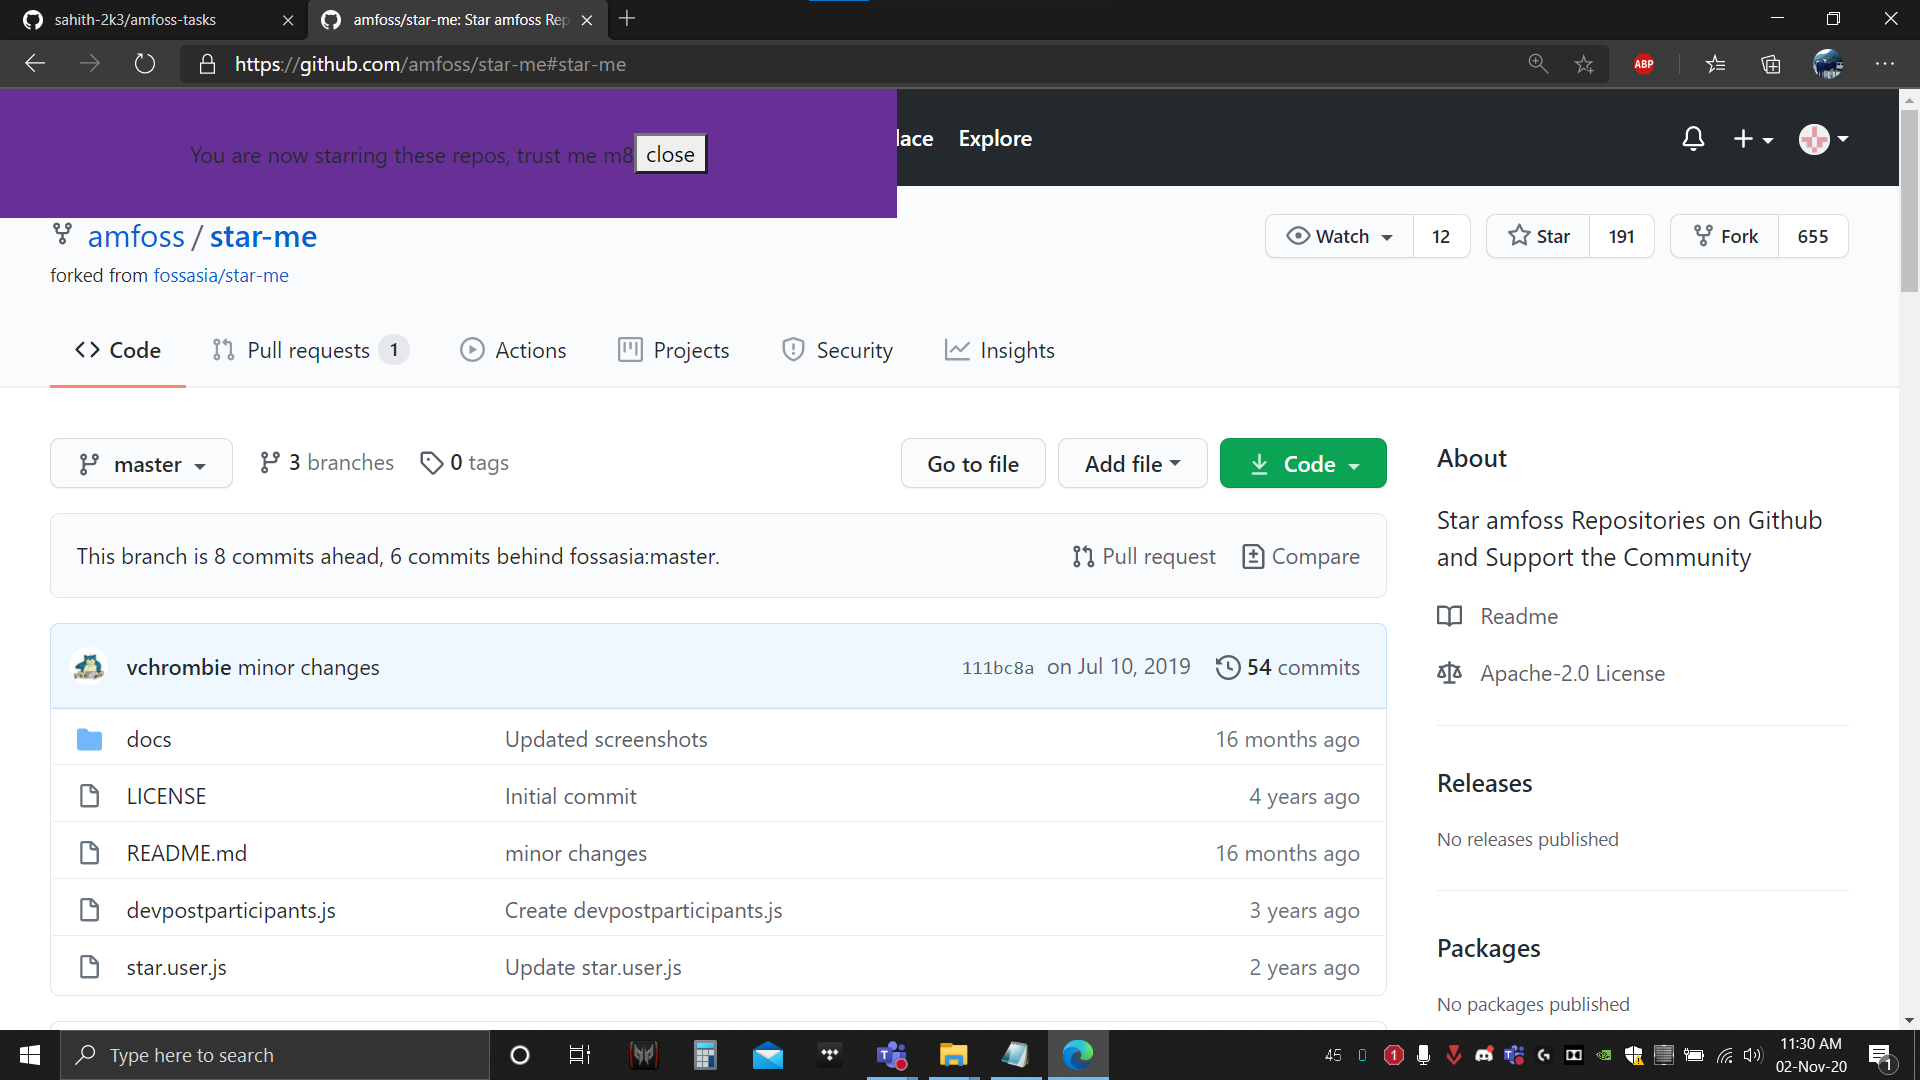 sahith-2k3/amfoss-tasks
amfoss/star-me: Star amfoss Rep
https://github.com/amfoss/star-me#star-me
ABP
You are now starring these repos, trust me m8 close
lace Explore
amfoss / star-me
Watch 12 Star 191 Fork 655
forked from fossasia/star-me
Code Pull requests 1 Actions Projects Security Insights
master 3 branches 0 tags Go to file Add file Code
About
Star amfoss Repositories on Github
and Support the Community
Readme
Apache-2.0 License
Releases
No releases published
Packages
No packages published
This branch is 8 commits ahead, 6 commits behind fossasia:master. Pull request Compare
vchrombie minor changes 111bc8a on Jul 10, 2019 54 commits
docs Updated screenshots 16 months ago
LICENSE Initial commit 4 years ago
README.md minor changes 16 months ago
devpostparticipants.js Create devpostparticipants.js 3 years ago
star.user.js Update star.user.js 2 years ago
Type here to search
45
1
11:30 AM
02-Nov-20
1